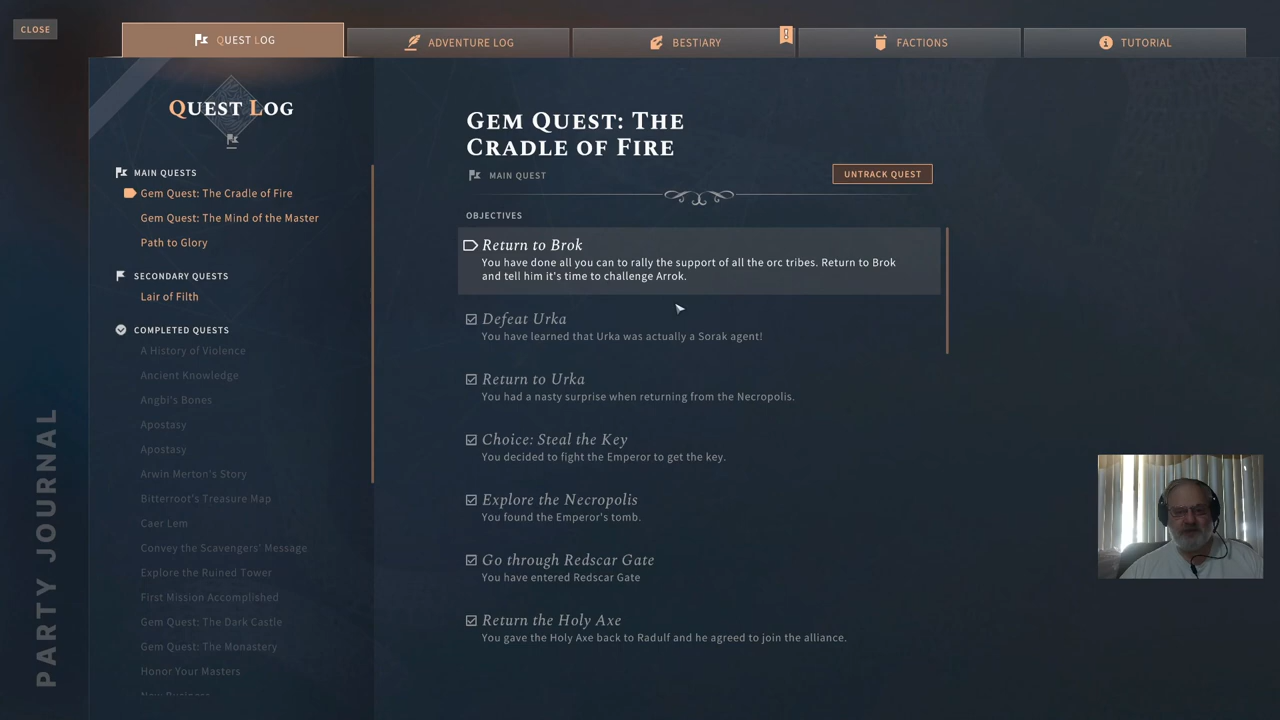 CLOSE
QUEST LOG
ADVENTURE LOG
BESTIARY
FACTIONS
TUTORIAL
PARTY JOURNAL
QUEST LOG
MAIN QUESTS
Gem Quest: The Cradle of Fire
Gem Quest: The Mind of the Master
Path to Glory
SECONDARY QUESTS
Lair of Filth
COMPLETED QUESTS
A History of Violence
Ancient Knowledge
Angbi's Bones
Apostasy
Apostasy
Arwin Merton's Story
Bitterroot's Treasure Map
Caer Lem
Convey the Scavengers' Message
Explore the Ruined Tower
First Mission Accomplished
Gem Quest: The Dark Castle
Gem Quest: The Monastery
Honor Your Masters
GEM QUEST: THE
CRADLE OF FIRE
MAIN QUEST
UNTRACK QUEST
OBJECTIVES
Return to Brok
You have done all you can to rally the support of all the orc tribes. Return to Brok
and tell him it's time to challenge Arrok.
Defeat Urka
You have learned that Urka was actually a Sorak agent!
Return to Urka
You had a nasty surprise when returning from the Necropolis.
Choice: Steal the Key
You decided to fight the Emperor to get the key.
Explore the Necropolis
You found the Emperor's tomb.
Go through Redscar Gate
You have entered Redscar Gate
Return the Holy Axe
You gave the Holy Axe back to Radulf and he agreed to join the alliance.